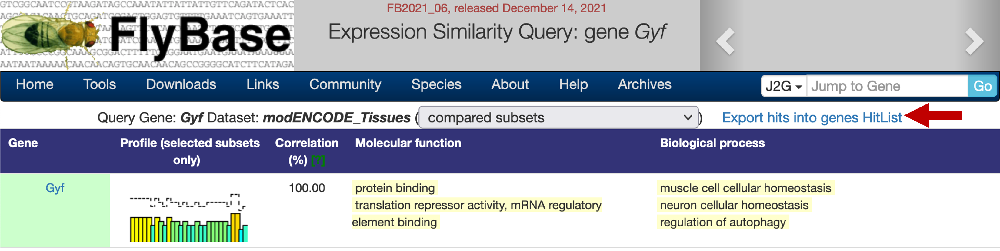 FlyBase
FB2021_06, released December 14, 2021
Expression Similarity Query: gene Gyf
Home Tools Downloads Links Community Species About Help Archives J2G Jump to Gene Go
Query Gene: Gyf Dataset: modENCODE_Tissues ( compared subsets ) Export hits into genes HitList
Gene Profile (selected subsets only) Correlation (%) [?] Molecular function Biological process
Gyf 100.00
protein binding
translation repressor activity, mRNA regulatory
element binding
muscle cell cellular homeostasis
neuron cellular homeostasis
regulation of autophagy